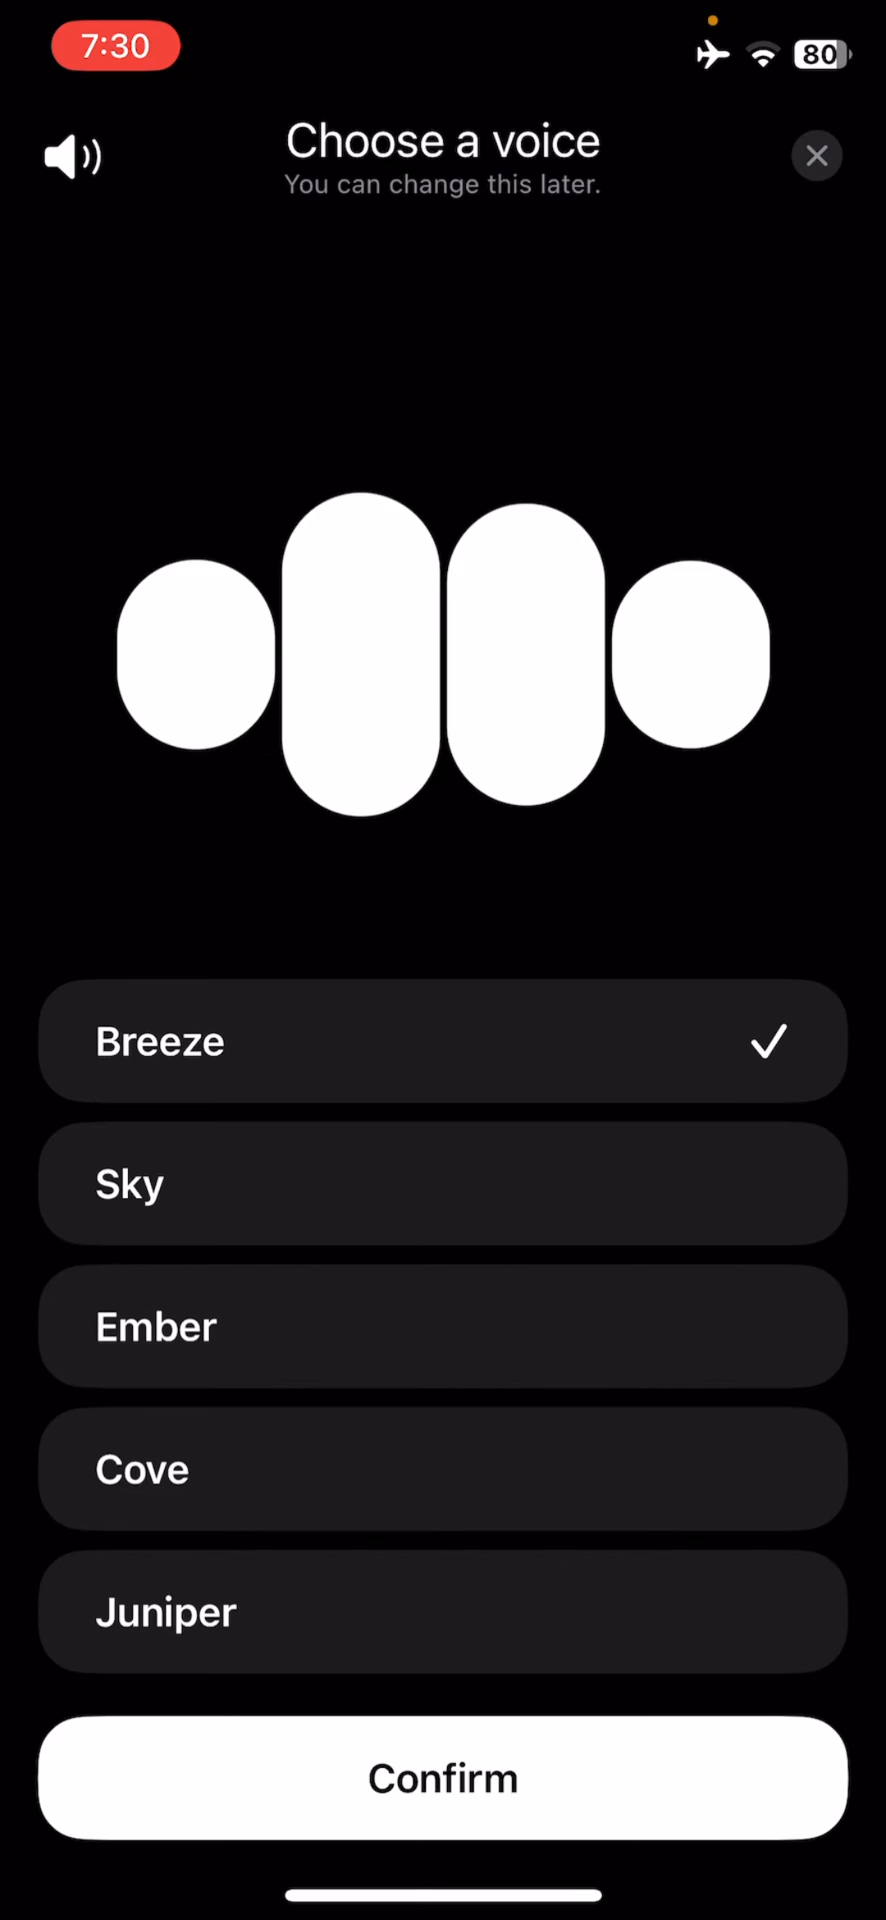 7:30
80
Choose a voice
You can change this later.
Breeze
Sky
Ember
Cove
Juniper
Confirm